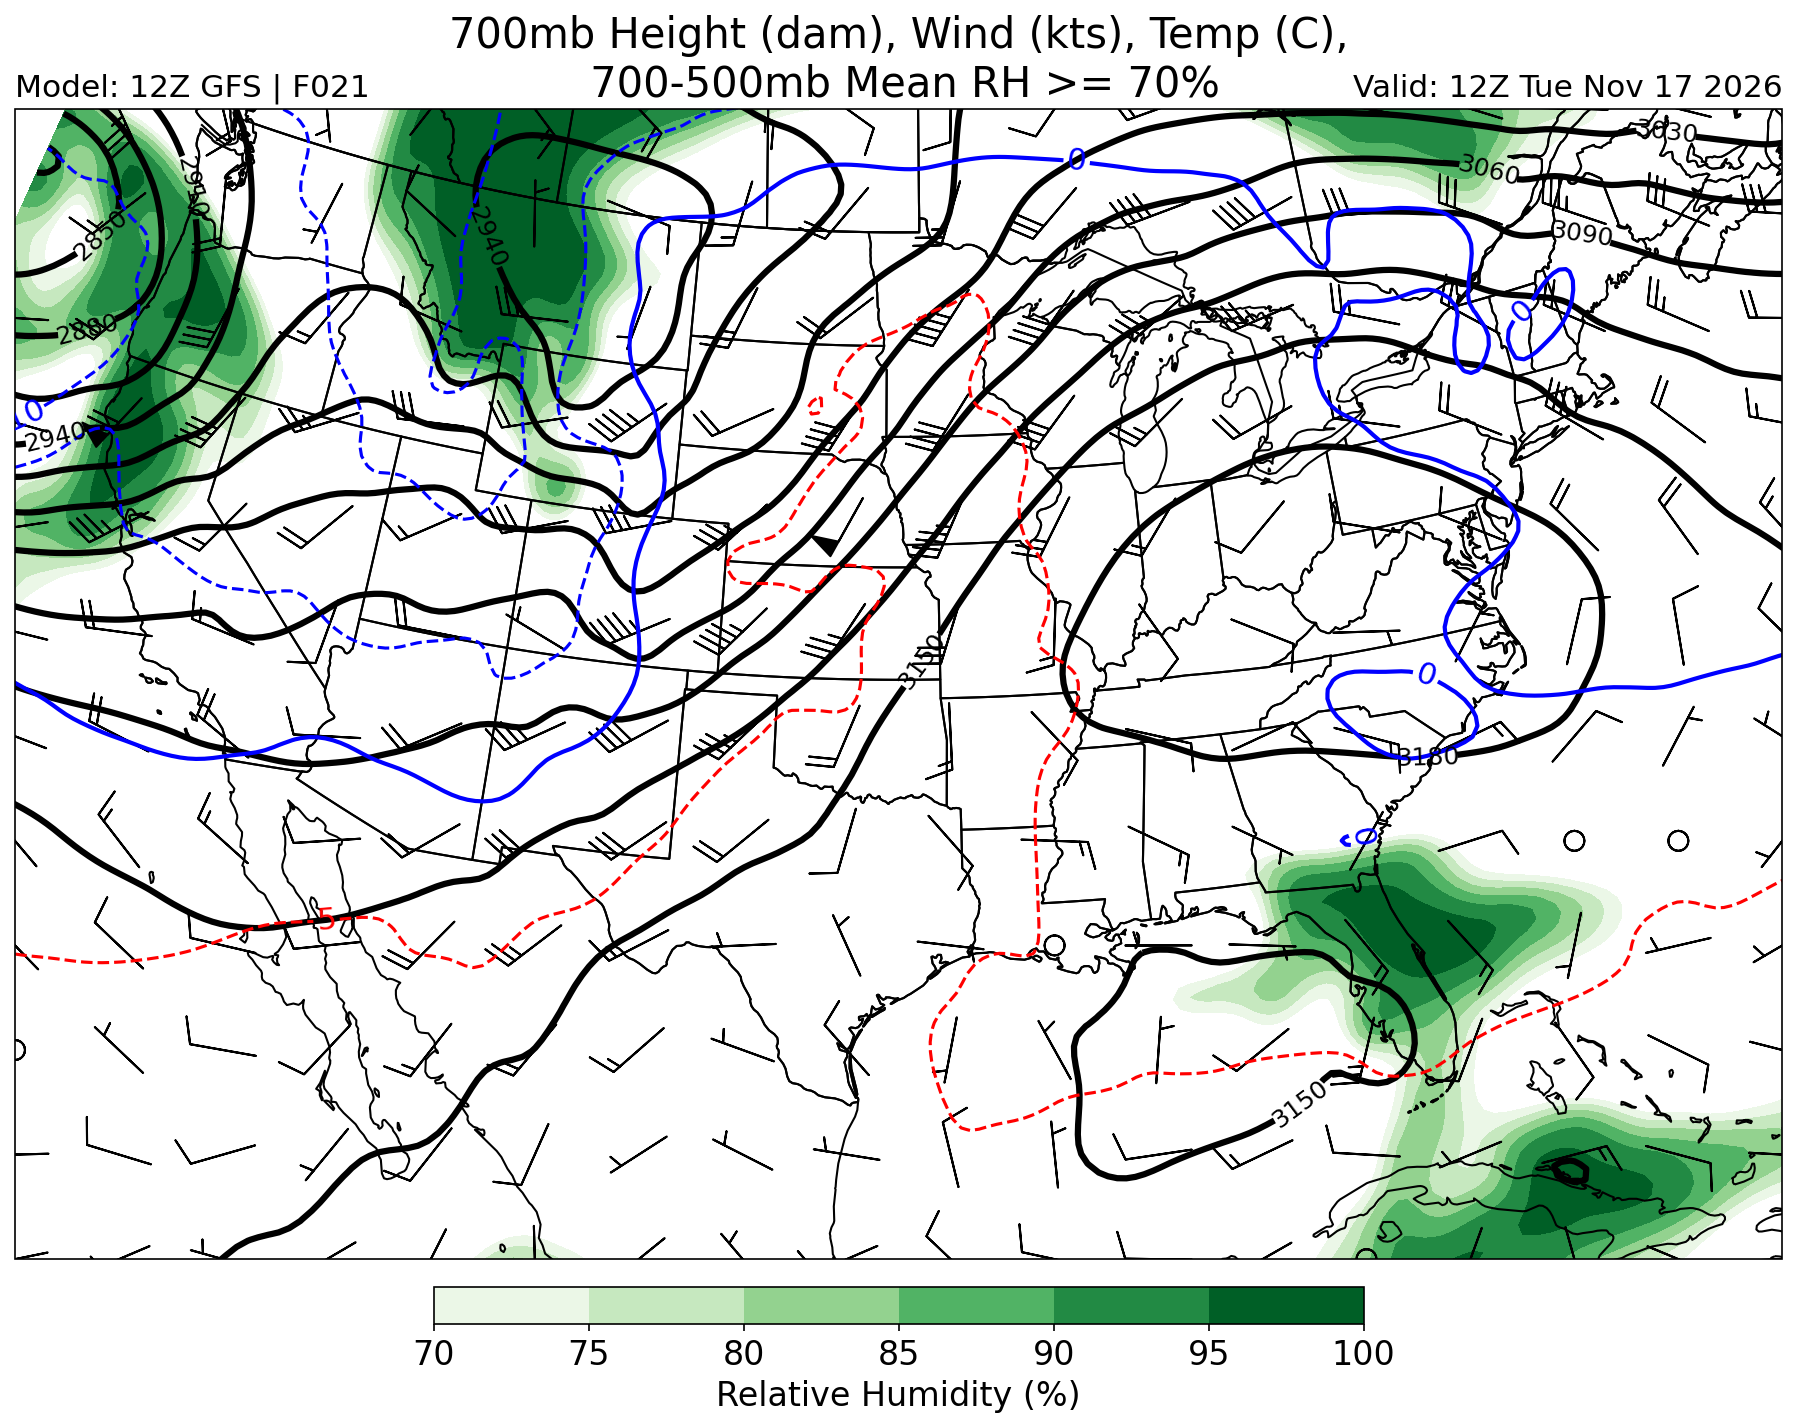 700mb Height (dam), Wind (kts), Temp (C),
700-500mb Mean RH >= 70%
Model: 12Z GFS | F021
Valid: 12Z Tue Nov 17 2026
2910
3030
0
3060
2850
2940
3090
0
2880
2940
3150
0
3180
0
5
3150
70 75 80 85 90 95 100
Relative Humidity (%)